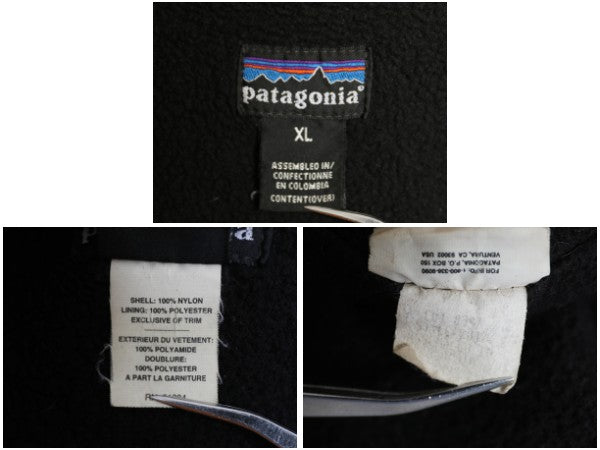 patagonia®
XL
ASSEMBLED IN/
CONFECTIONNE
EN COLOMBIA
CONTENT(OVER)
a
SHELL: 100% NYLON
LINING: 100% POLYESTER
EXCLUSIVE OF TRIM
EXTERIEUR DU VETEMENT:
100% POLYAMIDE
DOUBLURE:
100% POLYESTER
A PART LA GARNITURE
PATAGONIA, P.O. BOX 150
VENTURA, CA 93002 USA